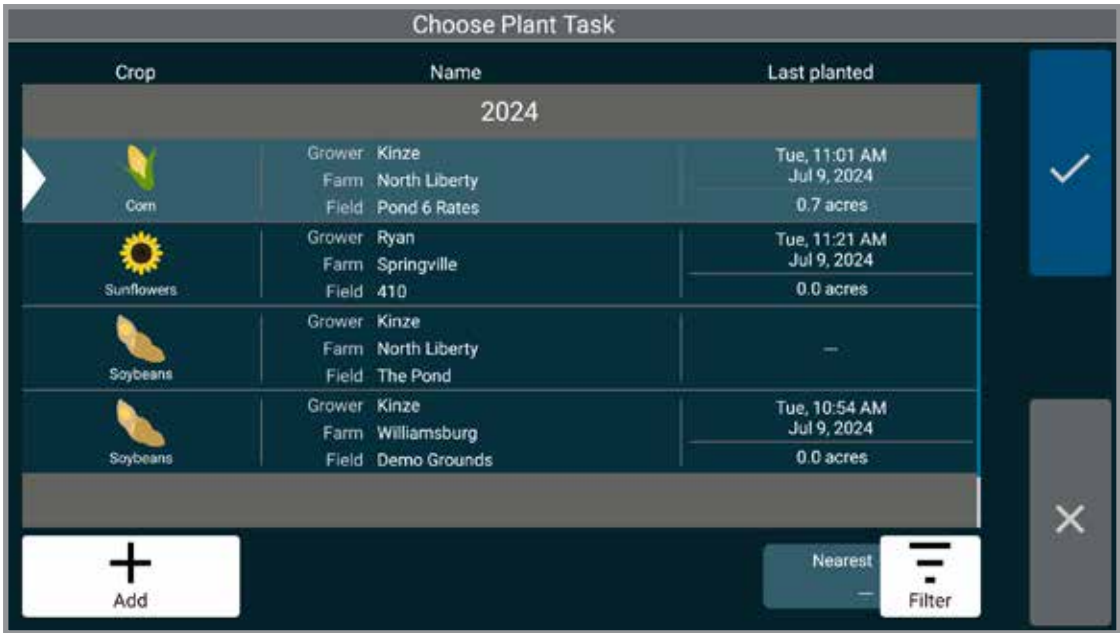 Choose Plant Task
Crop Name Last planted
2024
Corn
Grower Kinze
Farm North Liberty
Field Pond 6 Rates
Tue, 11:01 AM
Jul 9, 2024
0.7 acres
Sunflowers
Grower Ryan
Farm Springville
Field 410
Tue, 11:21 AM
Jul 9, 2024
0.0 acres
Soybeans
Grower Kinze
Farm North Liberty
Field The Pond
—
Soybeans
Grower Kinze
Farm Williamsburg
Field Demo Grounds
Tue, 10:54 AM
Jul 9, 2024
0.0 acres
Add
Nearest
—
Filter